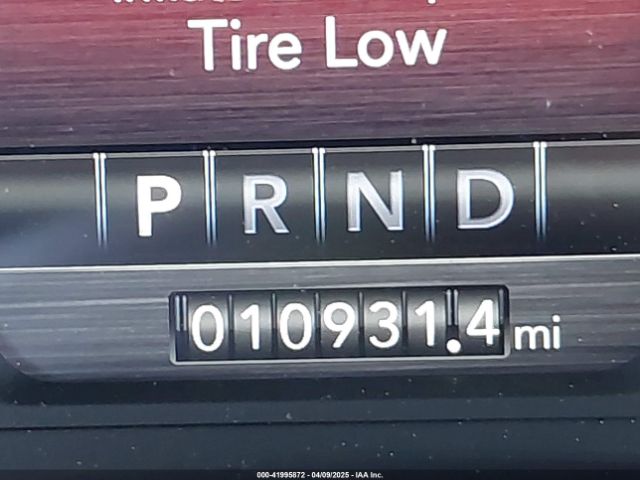 Tire Low
P R N D
010931.4 mi
000-41995872 - 04/09/2025 - IAA Inc.